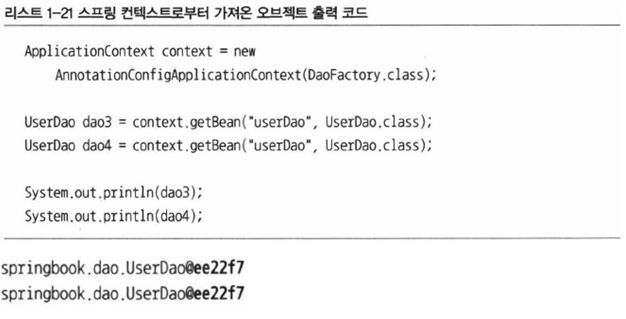 리스트 1-21 스프링 컨텍스트로부터 가져온 오브젝트 출력 코드
ApplicationContext context = new
AnnotationConfigApplicationContext(DaoFactory.class);
UserDao dao3 = context.getBean("userDao", UserDao.class);
UserDao dao4 = context.getBean("userDao", UserDao.class);
System.out.println(dao3);
System.out.println(dao4);
springbook.dao.UserDao@ee22f7
springbook.dao.UserDao@ee22f7